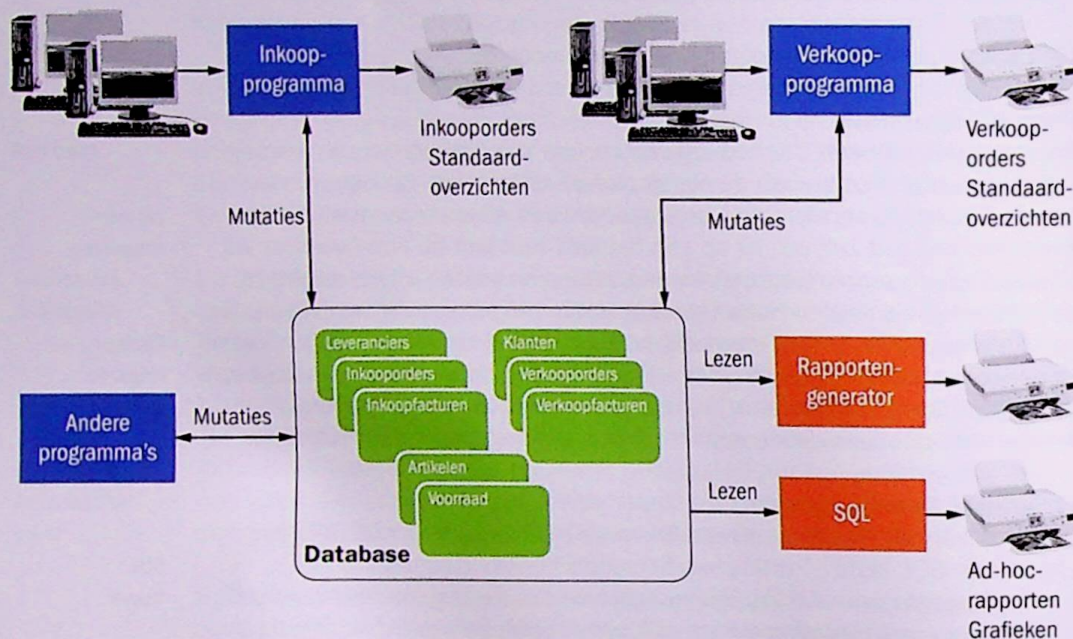 Inkoop-
programma
Verkoop-
programma
Inkooporders
Standaard-
overzichten
Verkoop-
orders
Standaard-
overzichten
Mutaties
Mutaties
Leveranciers
Inkooporders
Inkoopfacturen
Klanten
Verkooporders
Verkoopfacturen
Artikelen
Voorraad
Database
Andere
programma's
Mutaties
Lezen
Rapporten-
generator
Lezen
SQL
Ad-hoc-
rapporten
Grafieken